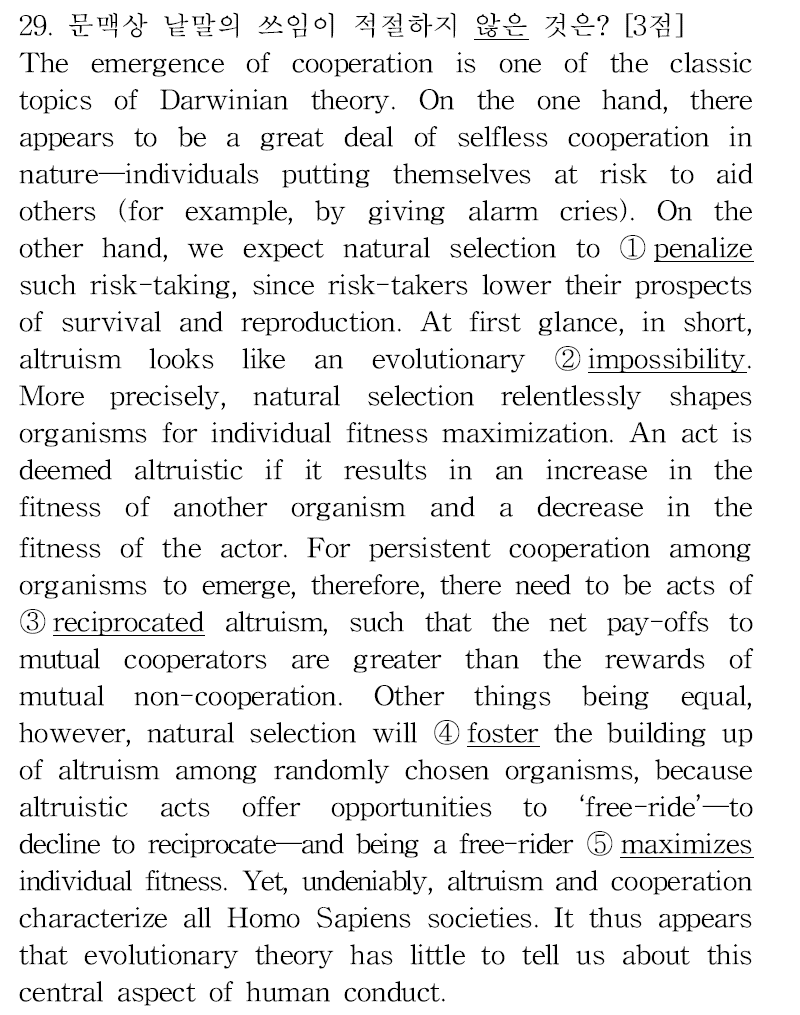 29. 문맥상 낱말의 쓰임이 적절하지 않은 것은? [3점]
The emergence of cooperation is one of the classic
topics of Darwinian theory. On the one hand, there
appears to be a great deal of selfless cooperation in
nature—individuals putting themselves at risk to aid
others (for example, by giving alarm cries). On the
other hand, we expect natural selection to ① penalize
such risk-taking, since risk-takers lower their prospects
of survival and reproduction. At first glance, in short,
altruism looks like an evolutionary ② impossibility.
More precisely, natural selection relentlessly shapes
organisms for individual fitness maximization. An act is
deemed altruistic if it results in an increase in the
fitness of another organism and a decrease in the
fitness of the actor. For persistent cooperation among
organisms to emerge, therefore, there need to be acts of
③ reciprocated altruism, such that the net pay-offs to
mutual cooperators are greater than the rewards of
mutual non-cooperation. Other things being equal,
however, natural selection will ④ foster the building up
of altruism among randomly chosen organisms, because
altruistic acts offer opportunities to ‘free-ride’—to
decline to reciprocate—and being a free-rider ⑤ maximizes
individual fitness. Yet, undeniably, altruism and cooperation
characterize all Homo Sapiens societies. It thus appears
that evolutionary theory has little to tell us about this
central aspect of human conduct.